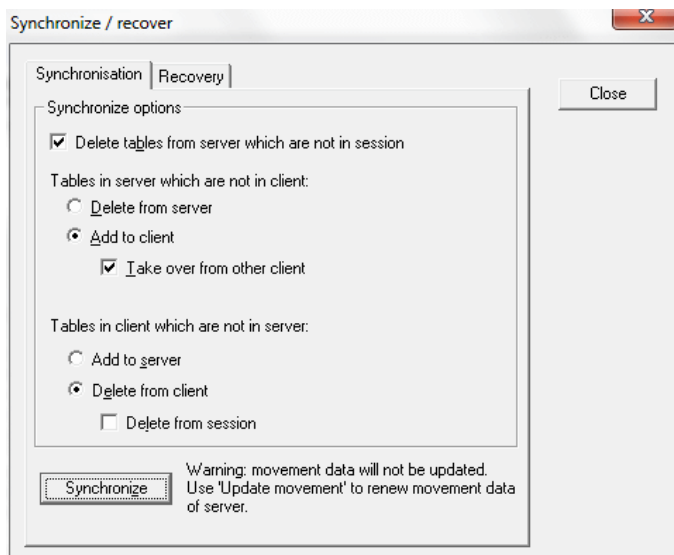 Synchronize / recover
Synchronisation
Recovery
Close
Synchronize options
Delete tables from server which are not in session
Tables in server which are not in client:
Delete from server
Add to client
Take over from other client
Tables in client which are not in server:
Add to server
Delete from client
Delete from session
Synchronize
Warning: movement data will not be updated.
Use 'Update movement' to renew movement data
of server.